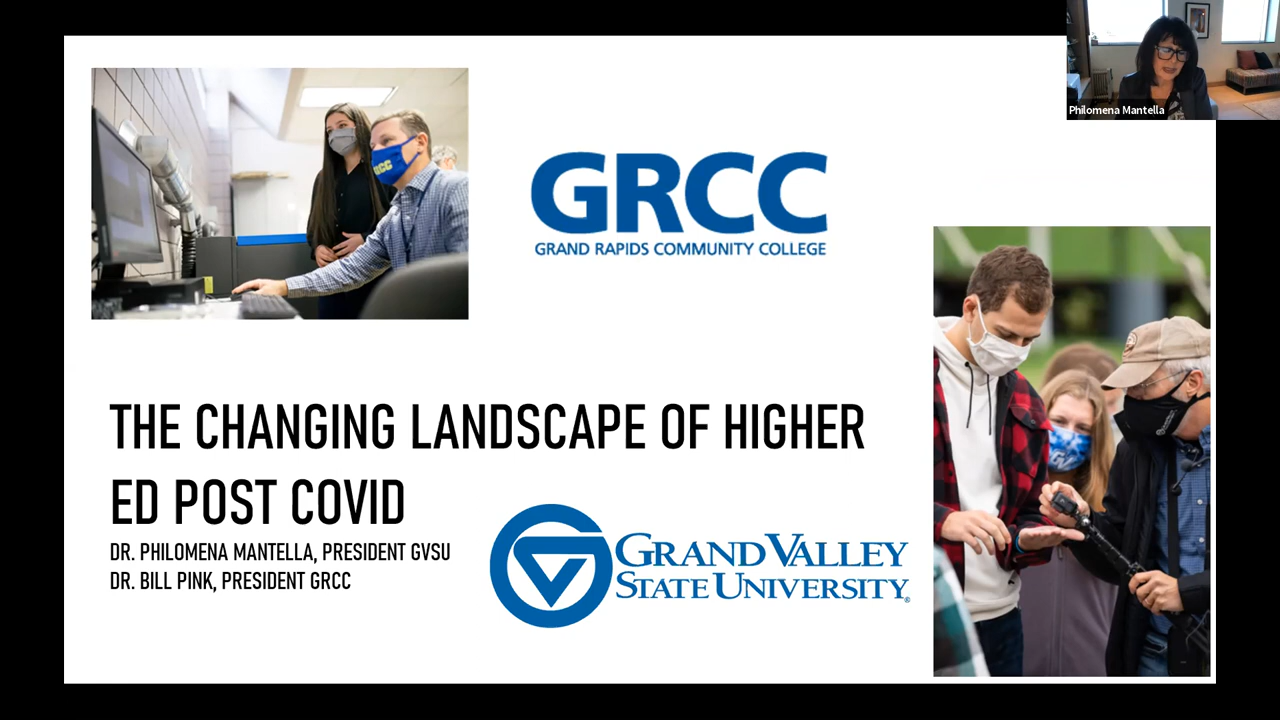 Philomena Mantella
GRCC
GRCC
GRAND RAPIDS COMMUNITY COLLEGE
GV
THE CHANGING LANDSCAPE OF HIGHER
ED POST COVID
DR. PHILOMENA MANTELLA, PRESIDENT GVSU
DR. BILL PINK, PRESIDENT GRCC
GRAND VALLEY
STATE UNIVERSITY®